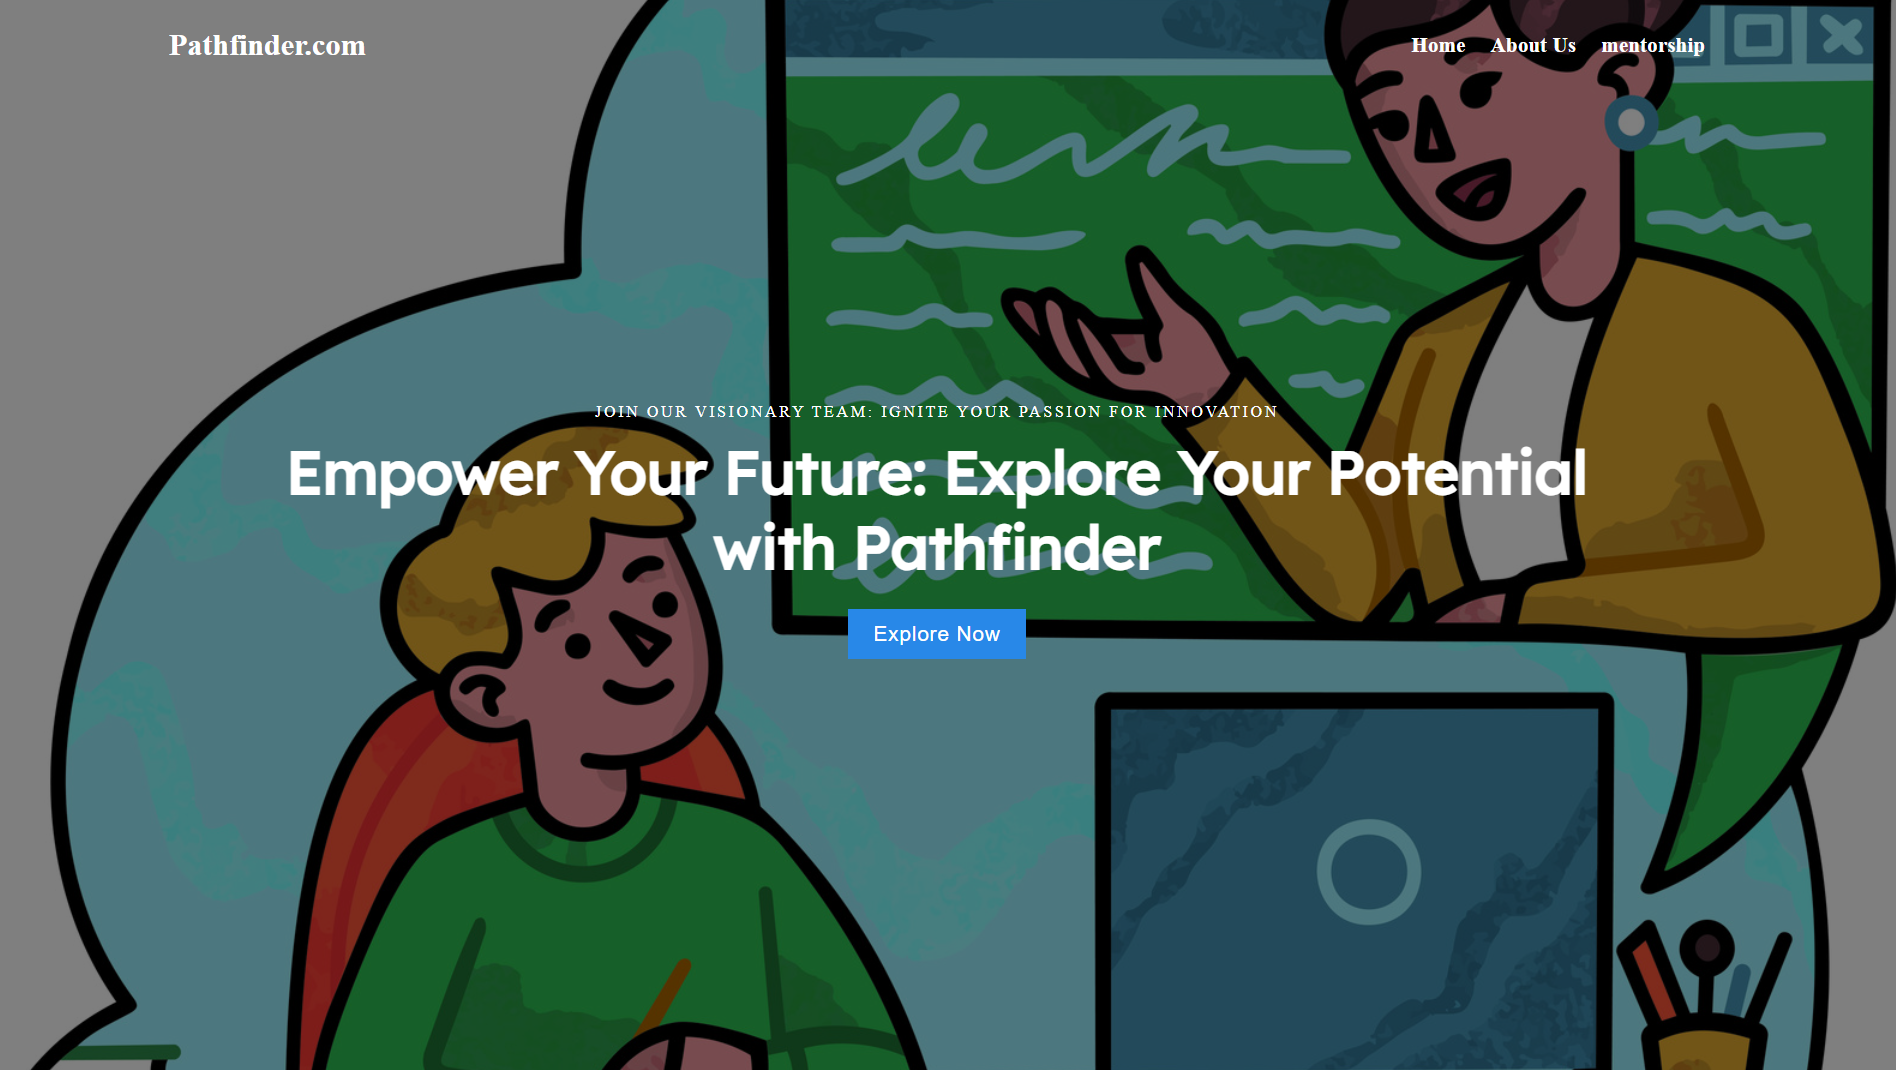 Pathfinder.com
Home About Us mentorship
JOIN OUR VISIONARY TEAM: IGNITE YOUR PASSION FOR INNOVATION
Empower Your Future: Explore Your Potential
with Pathfinder
Explore Now